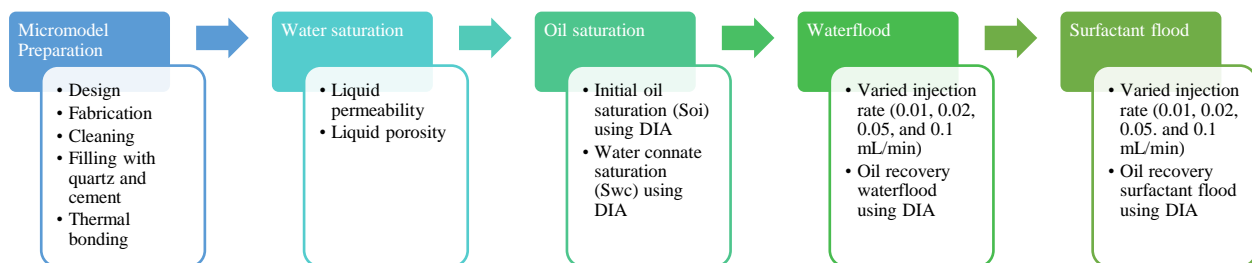 Micromodel
Preparation
• Design
• Fabrication
• Cleaning
• Filling with
quartz and
cement
• Thermal
bonding
Water saturation
• Liquid
permeability
• Liquid porosity
Oil saturation
• Initial oil
saturation (Soi)
using DIA
• Water connate
saturation
(Swc) using
DIA
Waterflood
• Varied injection
rate (0.01, 0.02,
0.05, and 0.1
mL/min)
• Oil recovery
waterflood
using DIA
Surfactant flood
• Varied injection
rate (0.01, 0.02,
0.05. and 0.1
mL/min)
• Oil recovery
surfactant flood
using DIA